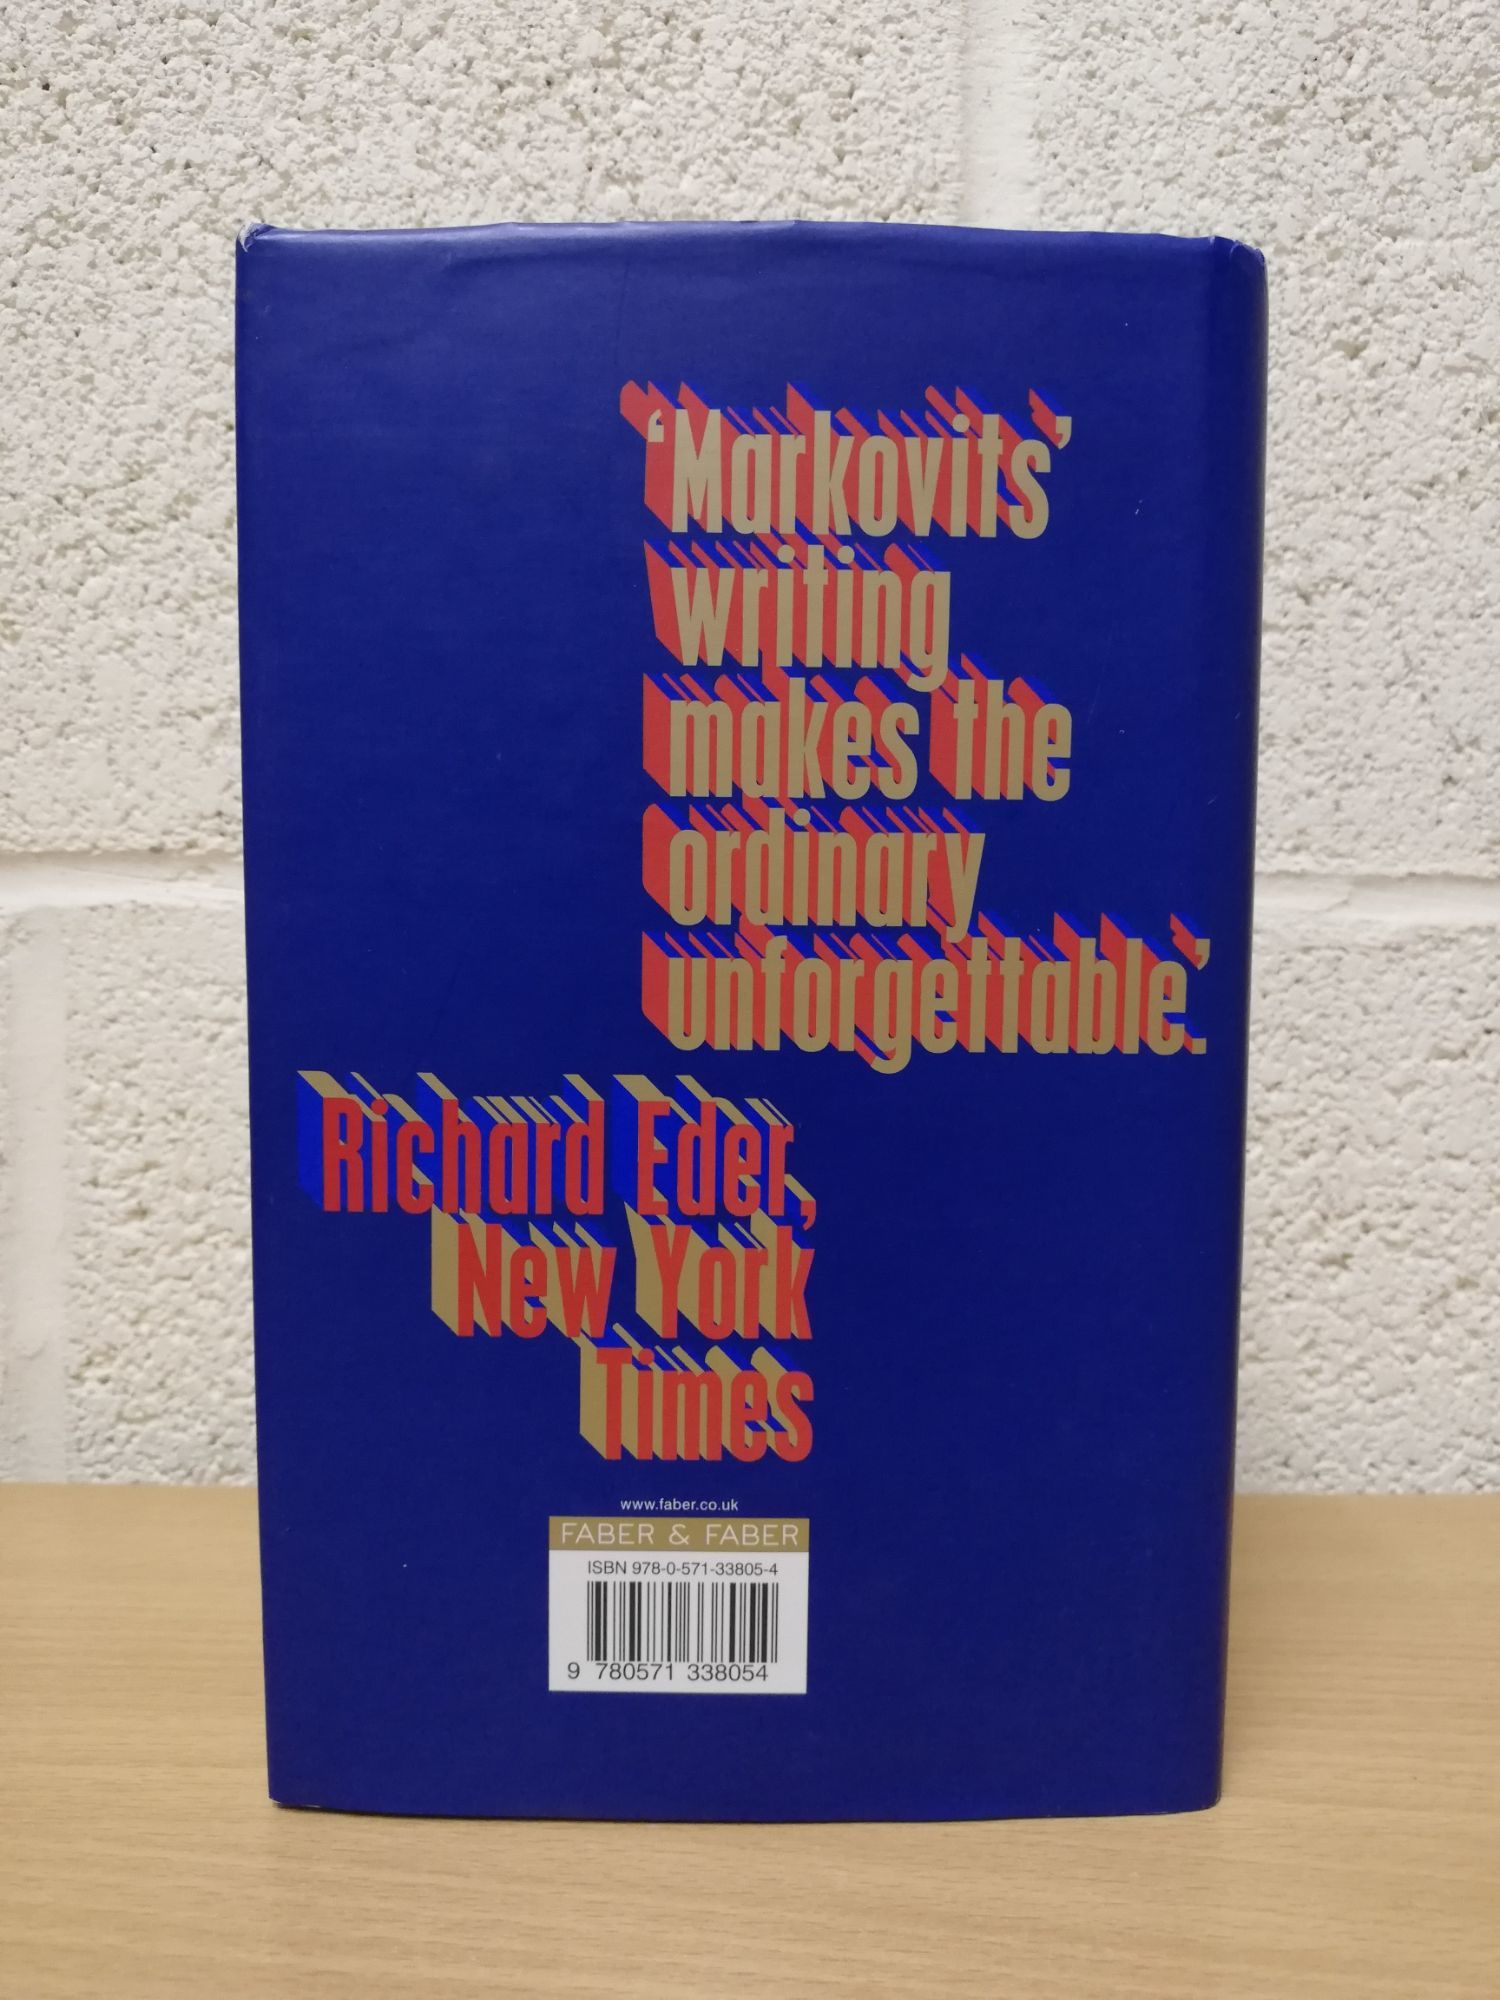 ‘Markovits’
writing
makes the
ordinary
unforgettable.’
Richard Eder,
New York
Times
www.faber.co.uk
FABER & FABER
ISBN 978-0-571-33805-4
9 780571 338054